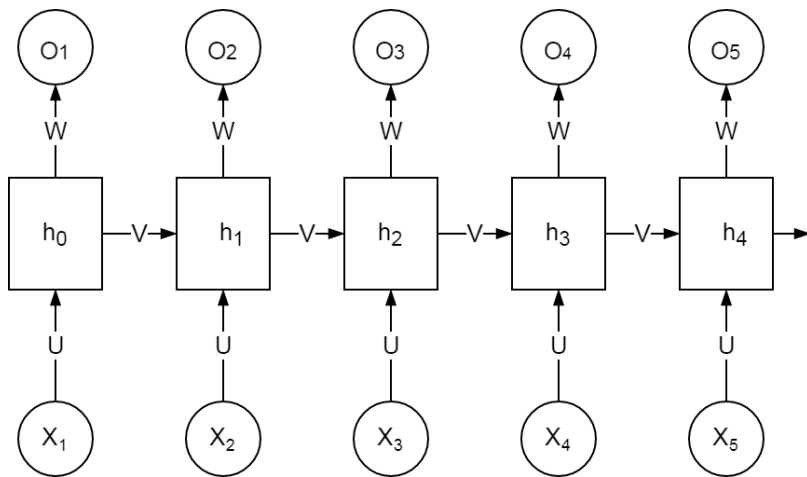 O1 O2 O3 O4 O5
W W W W W
h₀ V h₁ V h₂ V h₃ V h₄
U U U U U
X₁ X₂ X₃ X₄ X₅